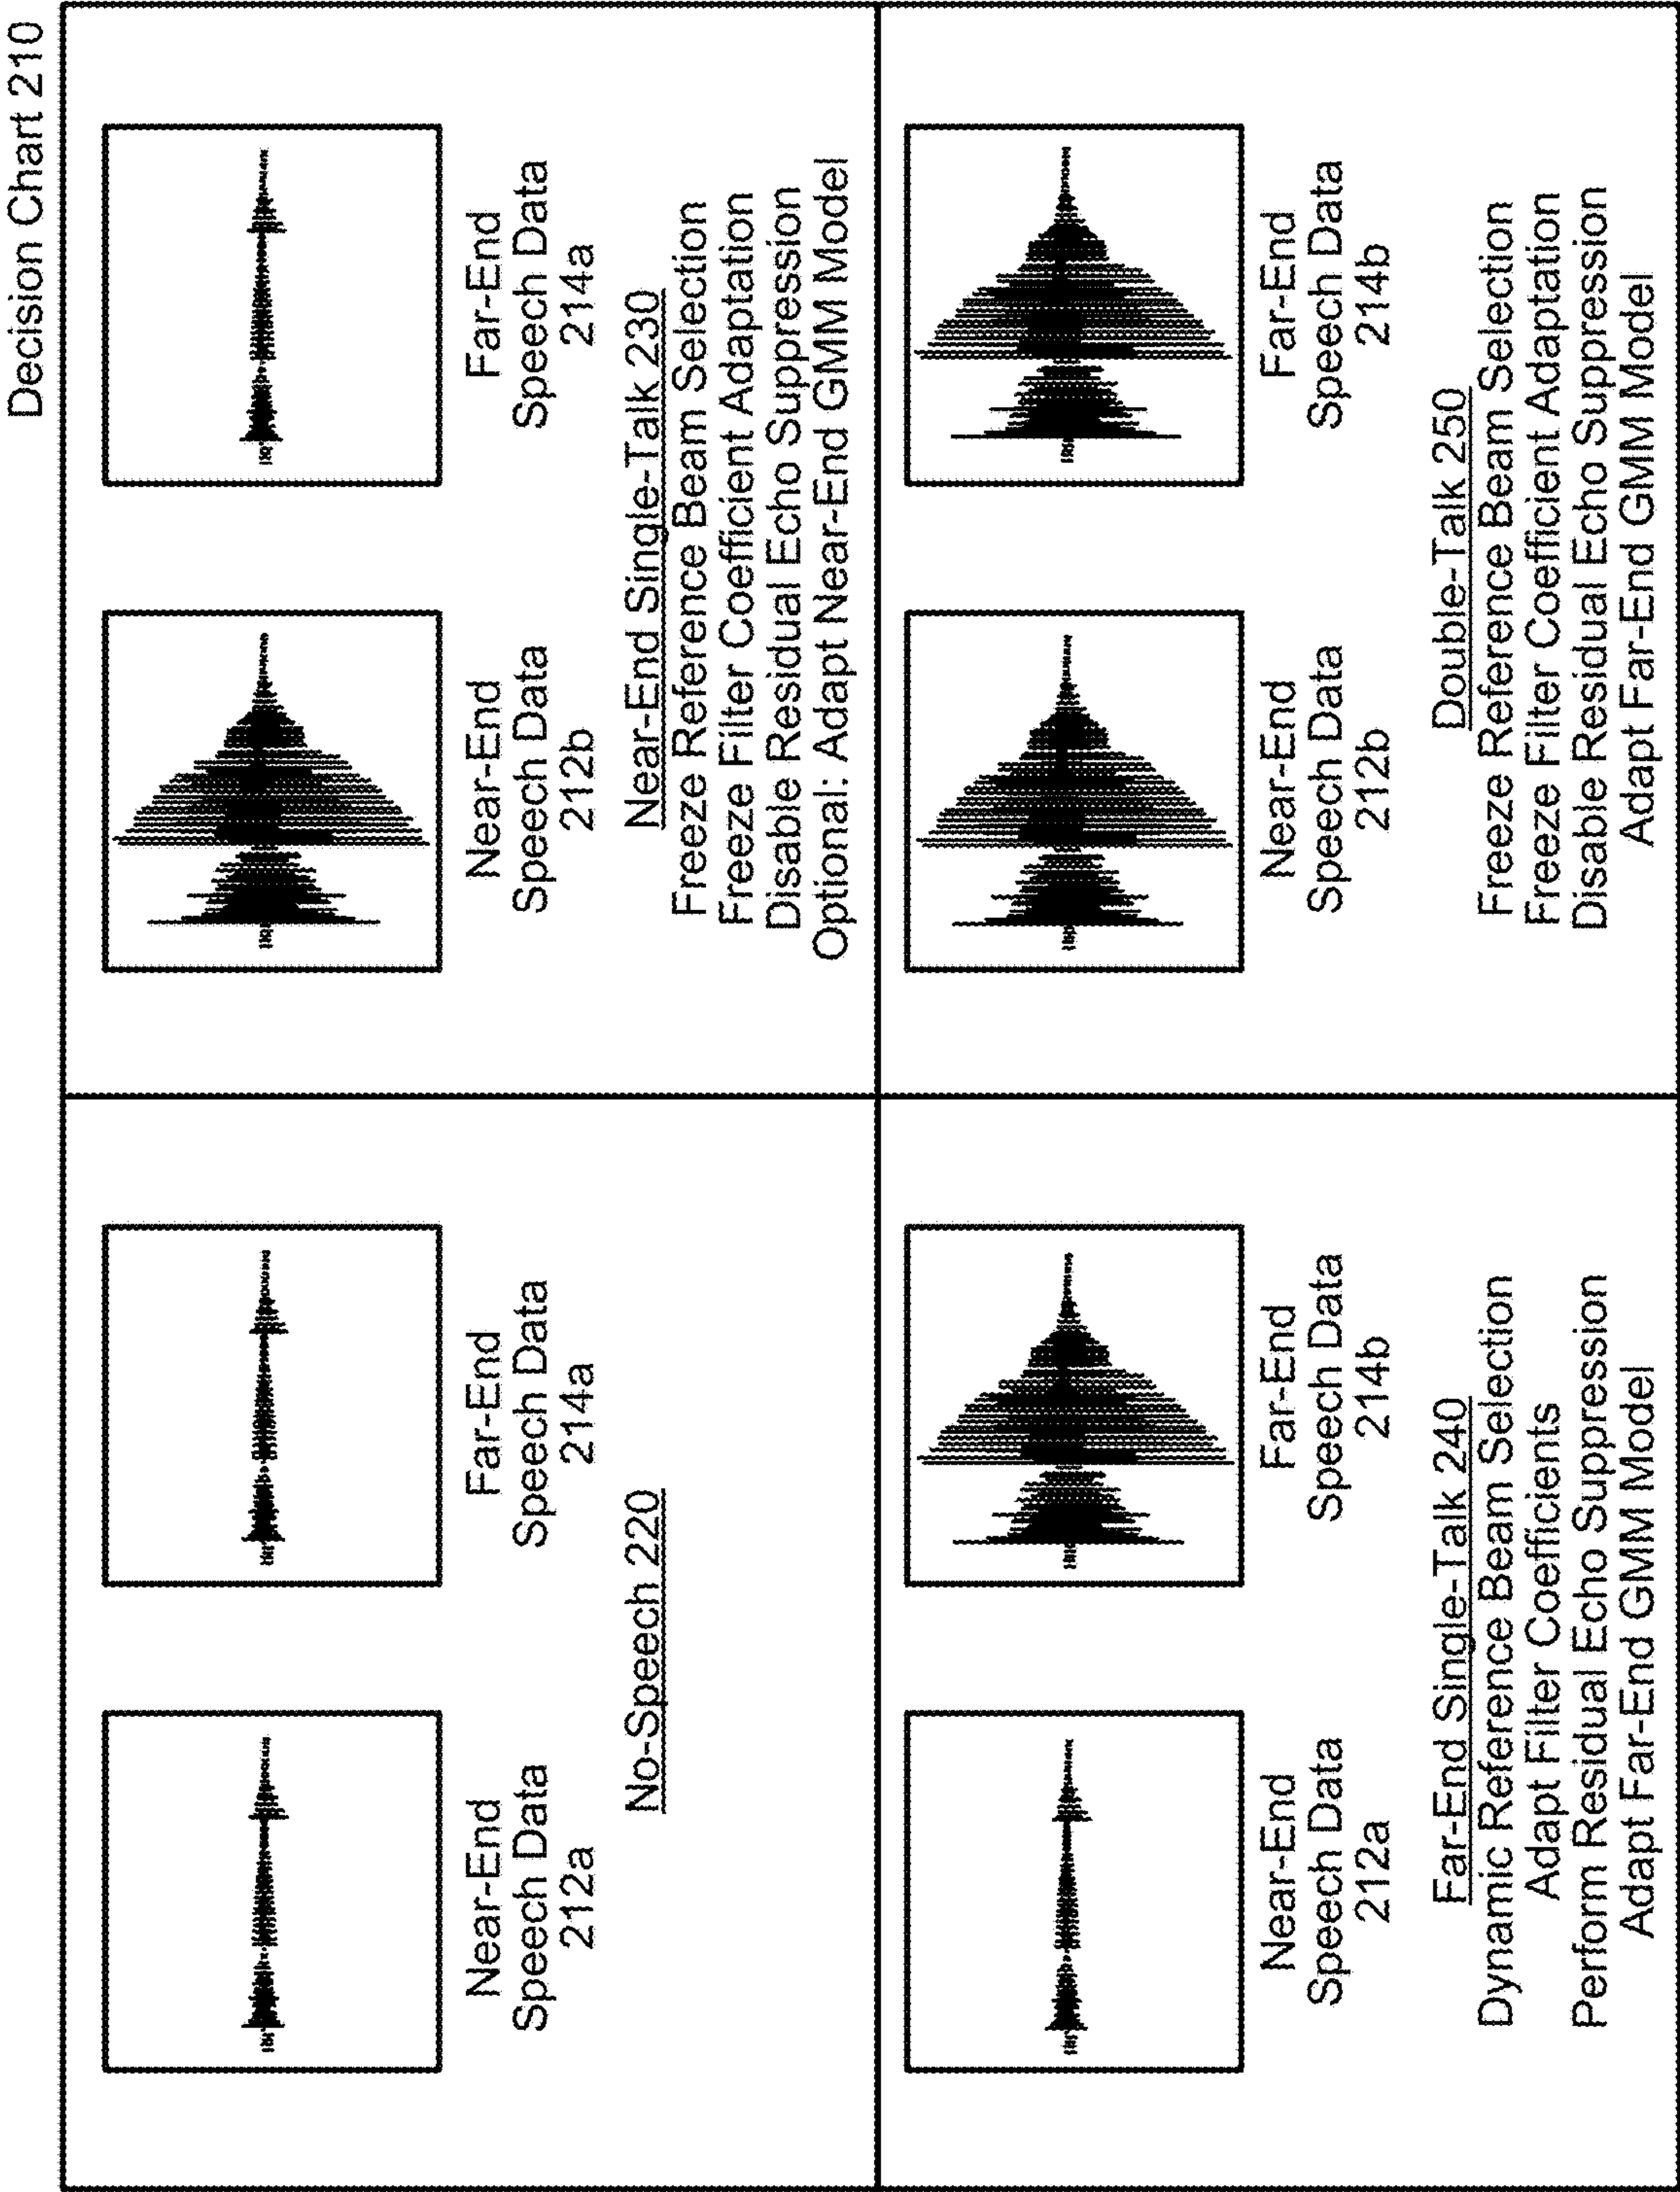 Decision Chart 210
Near-End
Speech Data
212a
Far-End
Speech Data
214a
No-Speech 220
Near-End
Speech Data
212b
Far-End
Speech Data
214a
Near-End Single-Talk 230
Freeze Reference Beam Selection
Freeze Filter Coefficient Adaptation
Disable Residual Echo Suppression
Optional: Adapt Near-End GMM Model
Near-End
Speech Data
212a
Far-End
Speech Data
214b
Far-End Single-Talk 240
Dynamic Reference Beam Selection
Adapt Filter Coefficients
Perform Residual Echo Suppression
Adapt Far-End GMM Model
Near-End
Speech Data
212b
Far-End
Speech Data
214b
Double-Talk 250
Freeze Reference Beam Selection
Freeze Filter Coefficient Adaptation
Disable Residual Echo Suppression
Adapt Far-End GMM Model